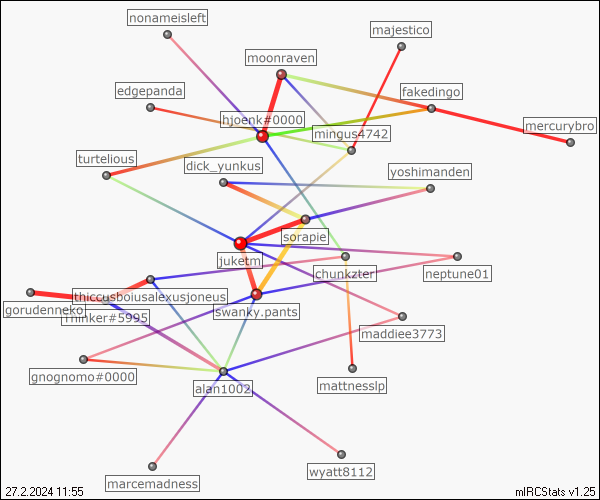 nonameisleft
majestico
moonraven
edgepanda
fakedingo
hjoenk#0000
mercurybro
mingus4742
turtelious
dick_yunkus
yoshimanden
sorapie
juketm
chunkzter
neptune01
thiccusboiusalexusjoneus
gorudenneko
swanky.pants
Thinker#5995
maddiee3773
gnognomo#0000
mattnesslp
alan1002
marcemadness
wyatt8112
27.2.2024 11:55
mIRCStats v1.25